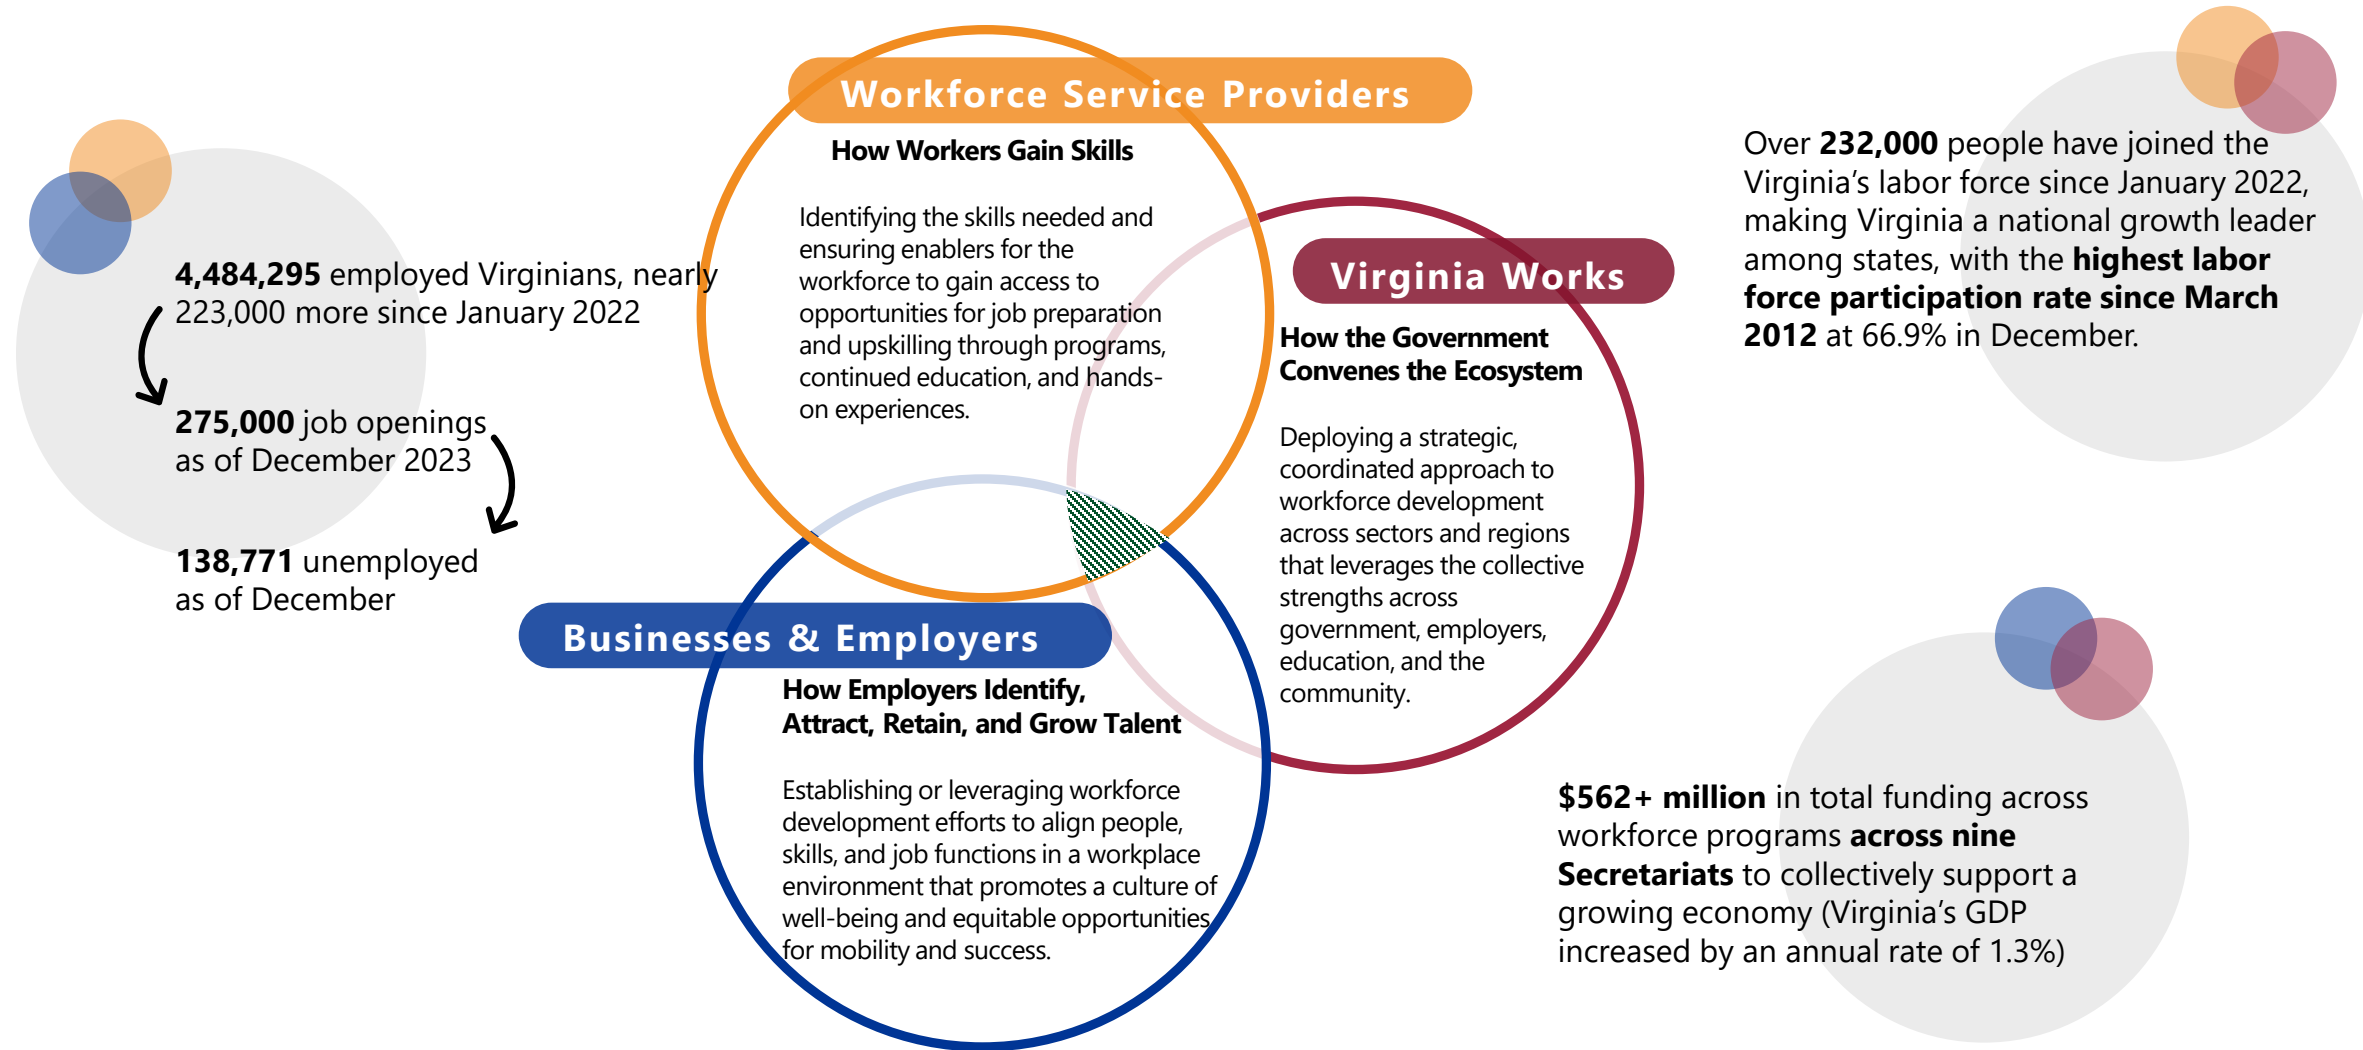 Workforce Service Providers
How Workers Gain Skills
Identifying the skills needed and
ensuring enablers for the
workforce to gain access to
opportunities for job preparation
and upskilling through programs,
continued education, and hands-
on experiences.
Virginia Works
How the Government
Convenes the Ecosystem
Deploying a strategic,
coordinated approach to
workforce development
across sectors and regions
that leverages the collective
strengths across
government, employers,
education, and the
community.
Businesses & Employers
How Employers Identify,
Attract, Retain, and Grow Talent
Establishing or leveraging workforce
development efforts to align people,
skills, and job functions in a workplace
environment that promotes a culture of
well-being and equitable opportunities
for mobility and success.
4,484,295 employed Virginians, nearly
223,000 more since January 2022
275,000 job openings
as of December 2023
138,771 unemployed
as of December
Over 232,000 people have joined the
Virginia’s labor force since January 2022,
making Virginia a national growth leader
among states, with the highest labor
force participation rate since March
2012 at 66.9% in December.
$562+ million in total funding across
workforce programs across nine
Secretariats to collectively support a
growing economy (Virginia’s GDP
increased by an annual rate of 1.3%)